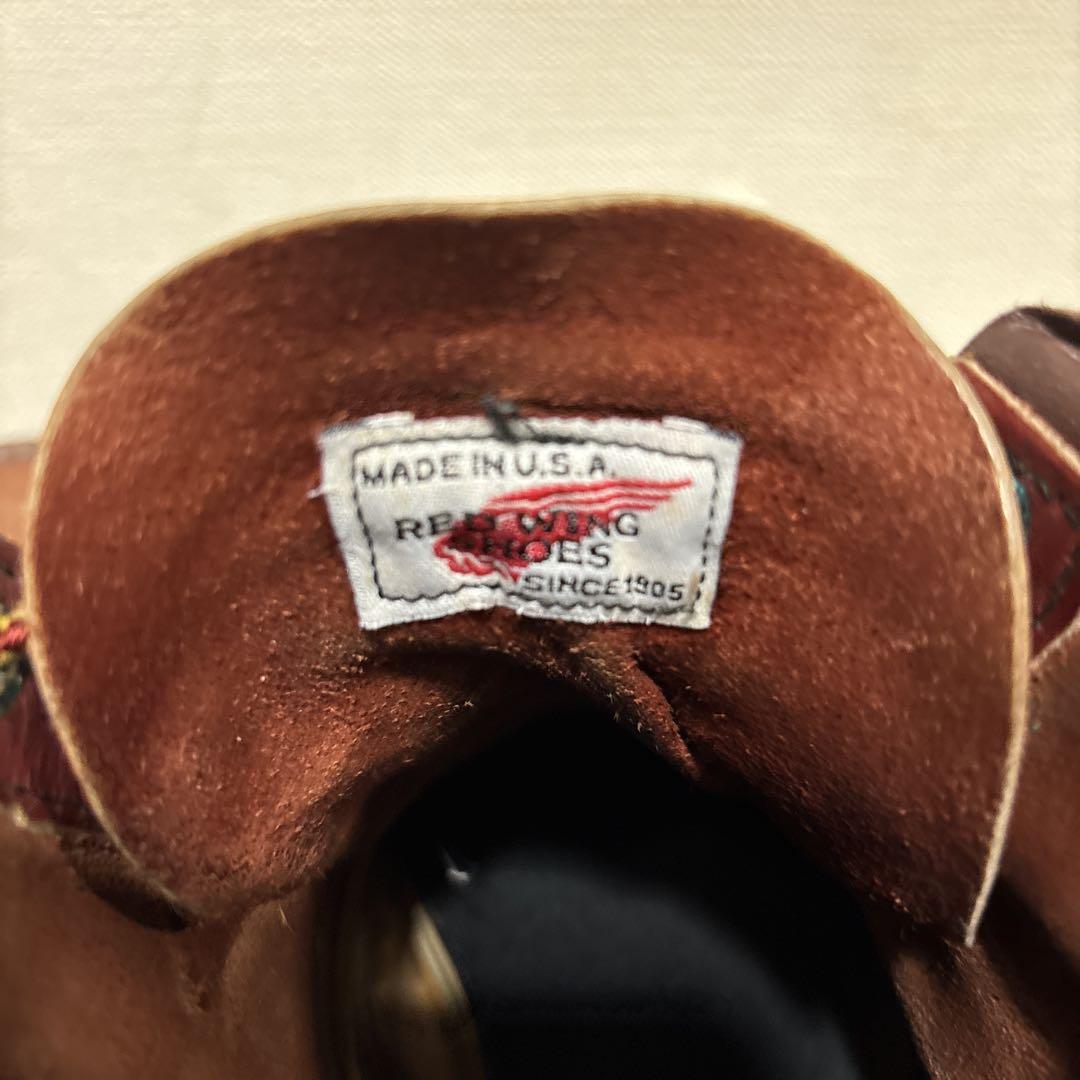 MADE IN U.S.A.
RED WING
SHOES
SINCE 1905